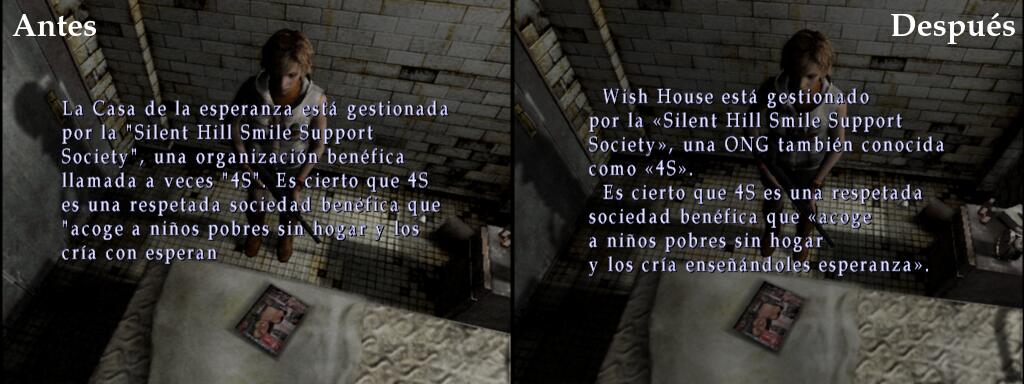 Antes
La Casa de la esperanza está gestionada
por la "Silent Hill Smile Support
Society", una organización benéfica
llamada a veces "4S". Es cierto que 4S
es una respetada sociedad benéfica que
"acoge a niños pobres sin hogar y los
cría con esperan
Después
Wish House está gestionado
por la «Silent Hill Smile Support
Society», una ONG también conocida
como «4S».
Es cierto que 4S es una respetada
sociedad benéfica que «acoge
a niños pobres sin hogar
y los cría enseñándoles esperanza».